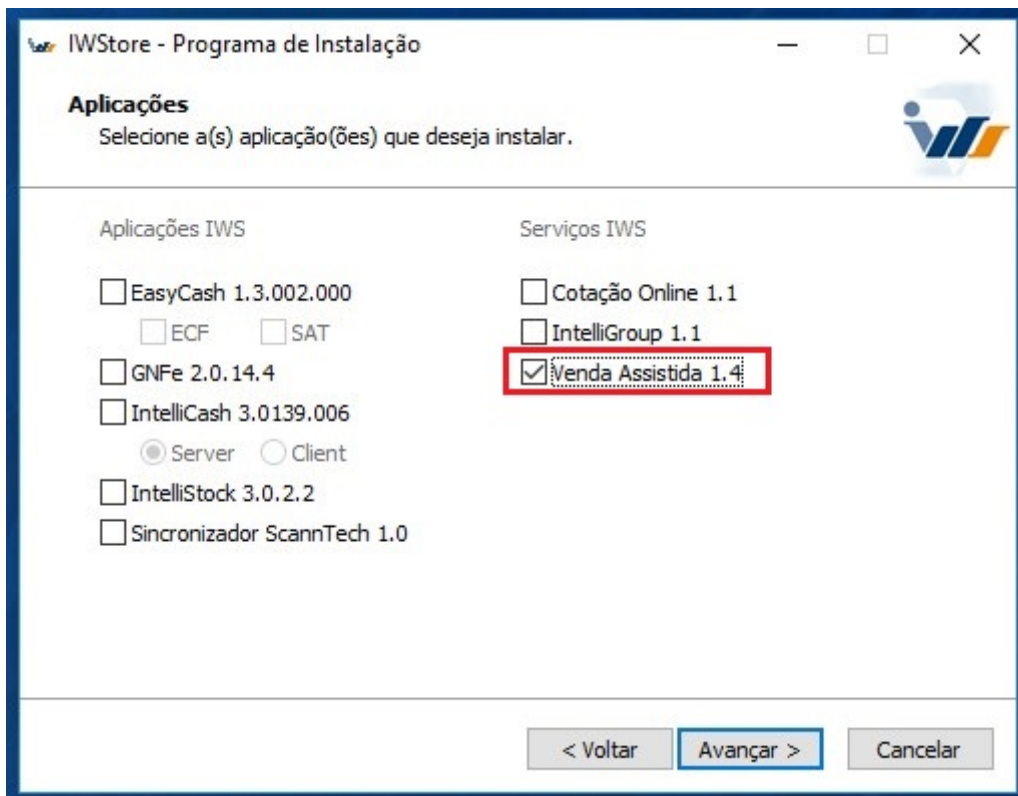 IWStore - Programa de Instalação
Aplicações
Selecione a(s) aplicação(ões) que deseja instalar.
iws
Aplicações IWS
EasyCash 1.3.002.000
ECF SAT
GNFe 2.0.14.4
IntelliCash 3.0139.006
Server Client
IntelliStock 3.0.2.2
Sincronizador ScannTech 1.0
Serviços IWS
Cotação Online 1.1
IntelliGroup 1.1
Venda Assistida 1.4
< Voltar Avançar > Cancelar